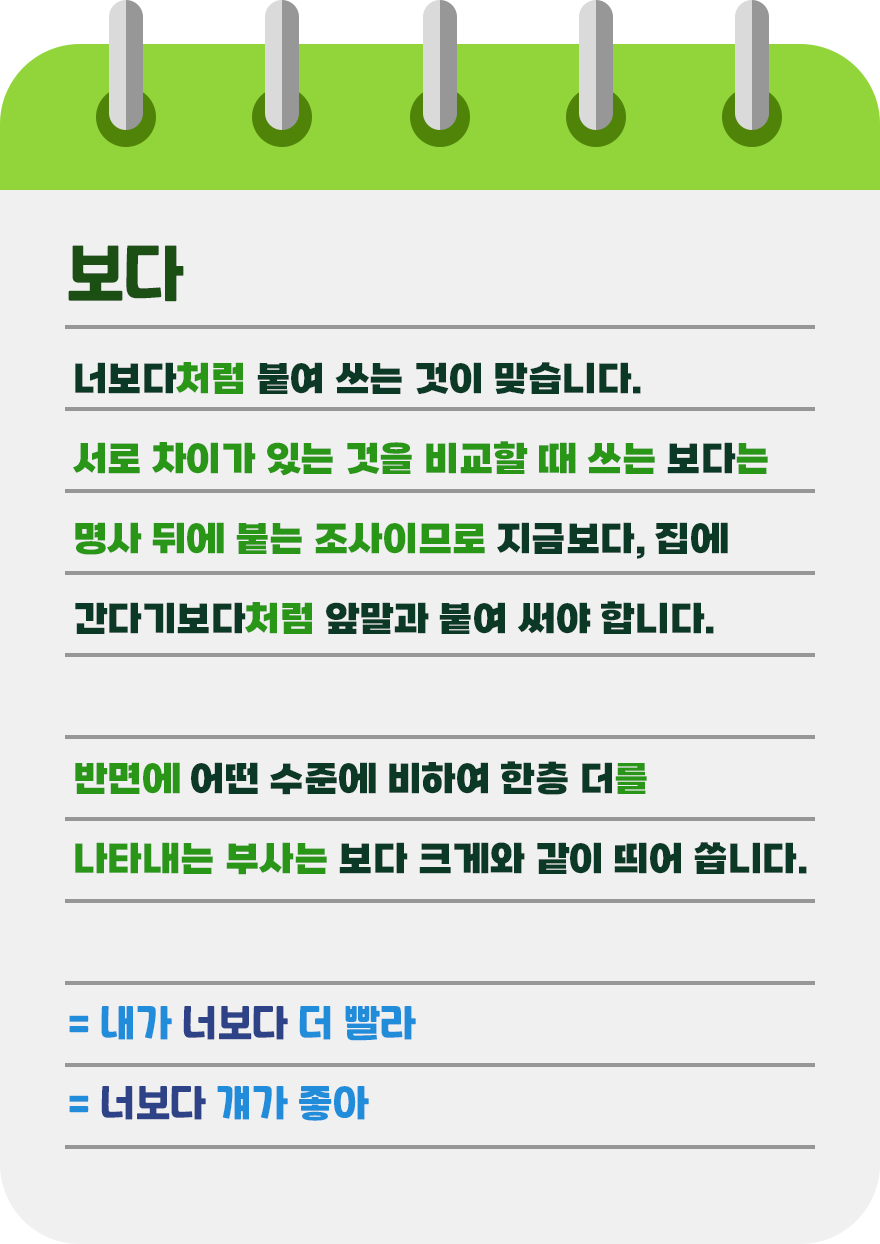 보다
너보다처럼 붙여 쓰는 것이 맞습니다.
서로 차이가 있는 것을 비교할 때 쓰는 보다는
명사 뒤에 붙는 조사이므로 지금보다, 집에
간다기보다처럼 앞말과 붙여 써야 합니다.
반면에 어떤 수준에 비하여 한층 더를
나타내는 부사는 보다 크게와 같이 띄어 씁니다.
= 내가 너보다 더 빨라
= 너보다 걔가 좋아